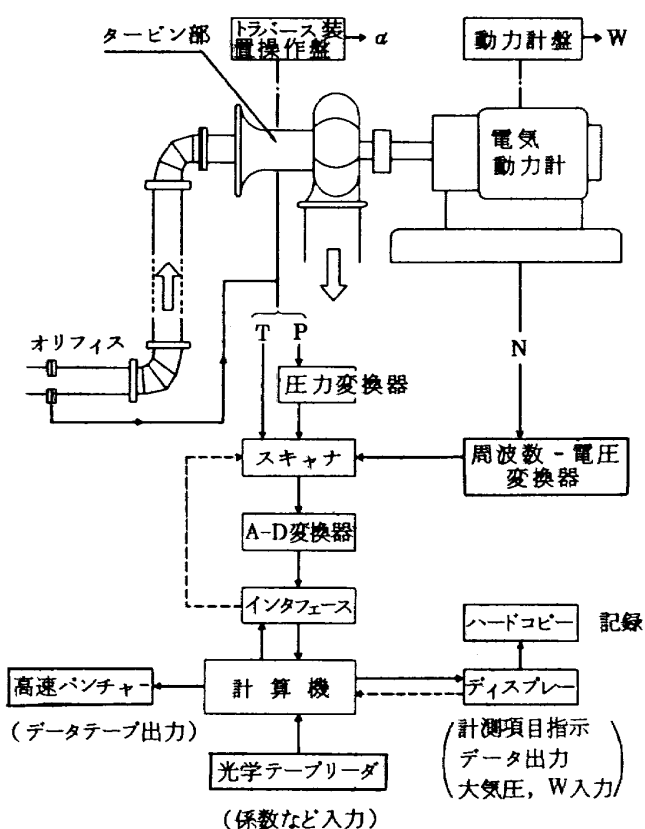 タービン部
トラバース装
置操作盤
α
動力計盤
W
電気
動力計
オリフィス
T P
N
圧力変換器
スキャナ
周波数-電圧
変換器
A-D変換器
インタフェース
ハードコピー
記録
高速パンチャー
計算機
ディスプレー
(データテープ出力)
計測項目指示
データ出力
大気圧,W入力
光学テープリーダ
(係数など入力)